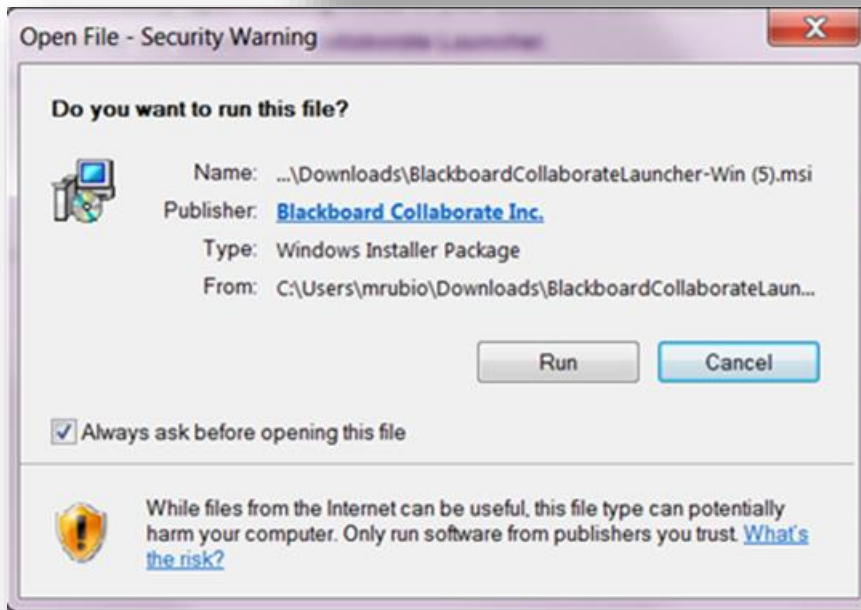 Open File - Security Warning
Do you want to run this file?
Name: ...\Downloads\BlackboardCollaborateLauncher-Win (5).msi
Publisher: Blackboard Collaborate Inc.
Type: Windows Installer Package
From: C:\Users\mrubio\Downloads\BlackboardCollaborateLaun...
Run Cancel
Always ask before opening this file
While files from the Internet can be useful, this file type can potentially
harm your computer. Only run software from publishers you trust. What's
the risk?